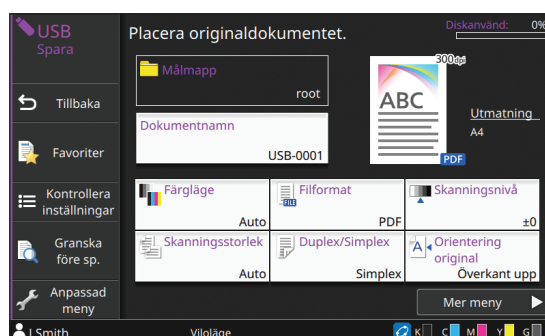 USB
Spara
Tillbaka
Favoriter
Kontrollera
inställningar
Granska
före sp.
Anpassad
meny
Placera originaldokumentet.
Diskanvänd: 0%
Målmapp
root
Dokumentnamn
USB-0001
300dpi
ABC
PDF
Utmatning
A4
Färgläge
Auto
Filformat
FILE
PDF
Skanningsnivå
±0
Skanningsstorlek
Auto
Duplex/Simplex
Simplex
A
Orientering
original
Överkant upp
Mer meny
J.Smith
Viloläge
K C M Y G